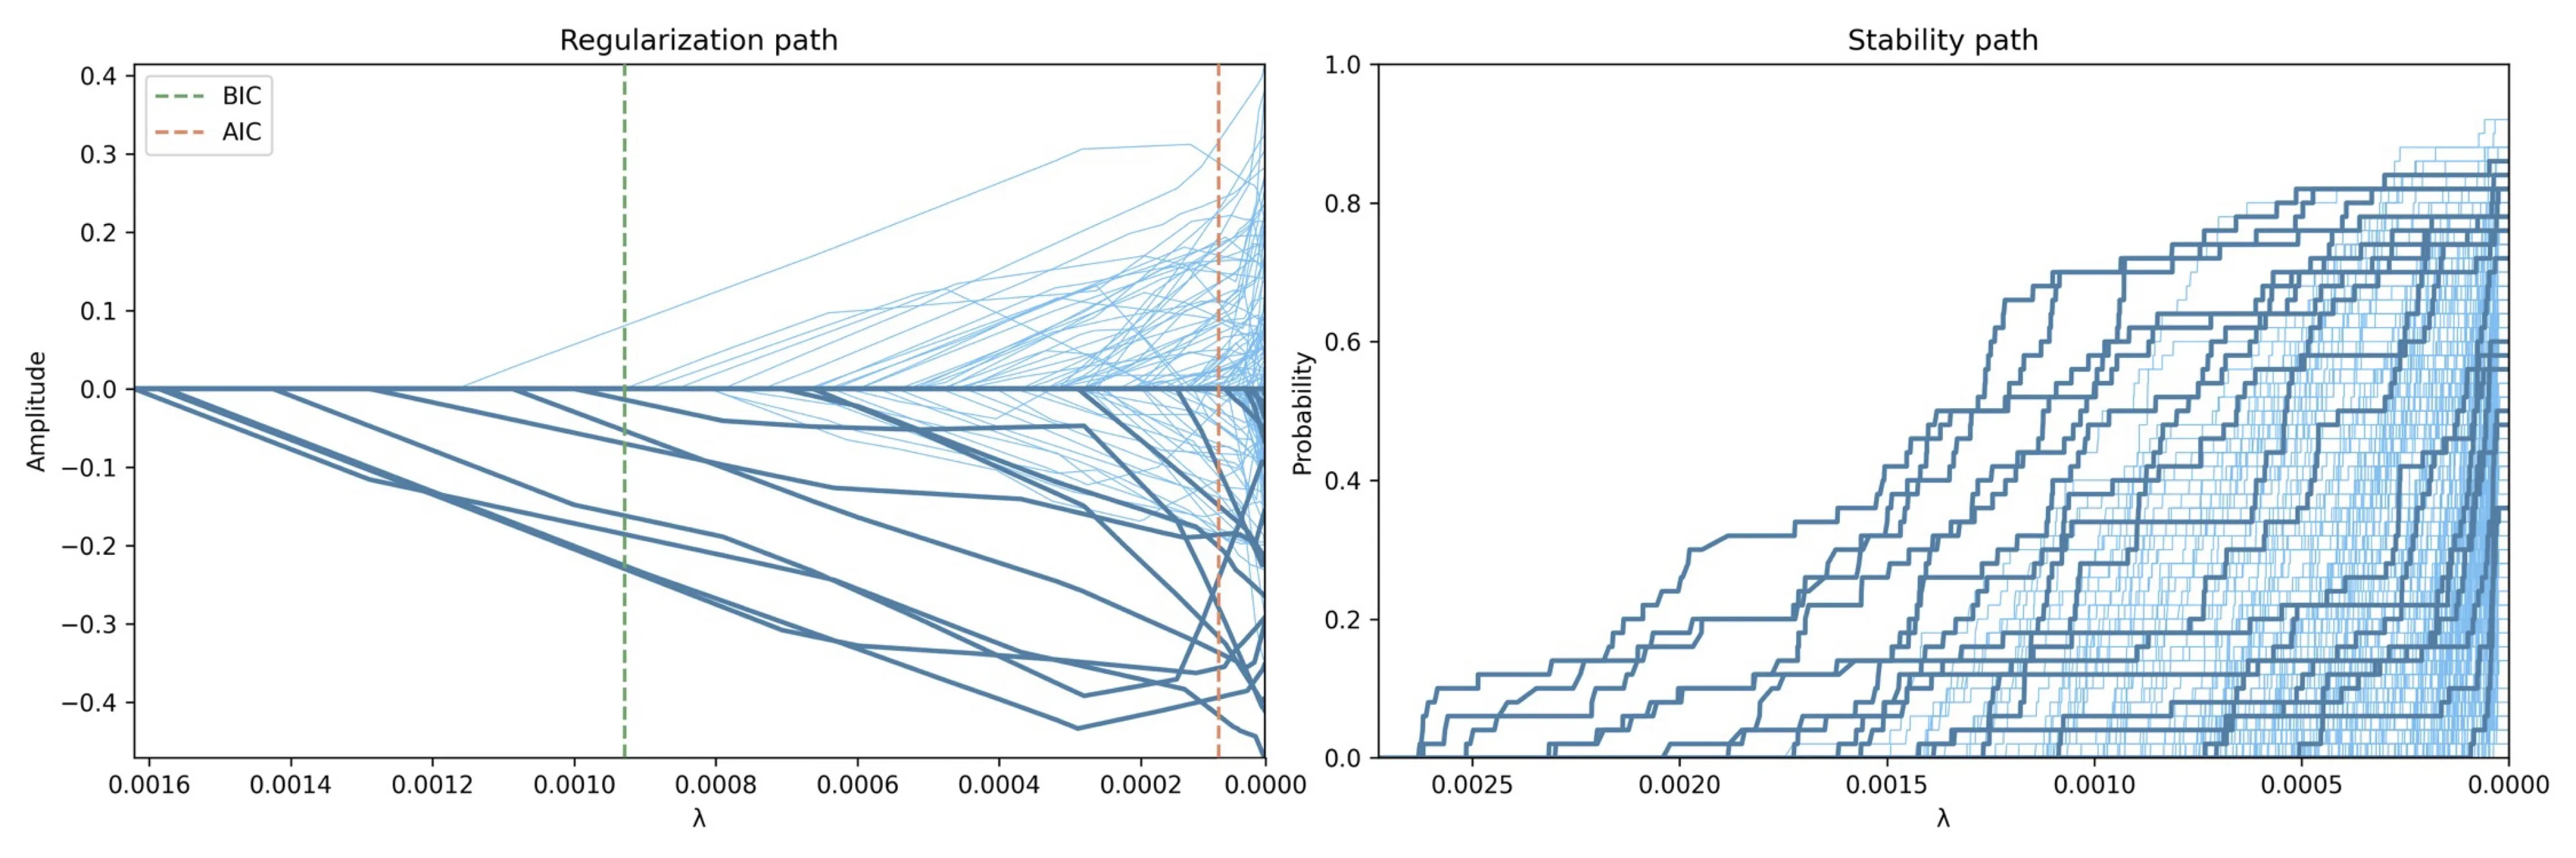 Regularization path
0.4
0.3
0.2
0.1
0.0
−0.1
−0.2
−0.3
−0.4
Amplitude
BIC
AIC
0.0016 0.0014 0.0012 0.0010 0.0008 0.0006 0.0004 0.0002 0.0000
λ
Stability path
1.0
0.8
0.6
0.4
0.2
0.0
Probability
0.0025 0.0020 0.0015 0.0010 0.0005 0.0000
λ